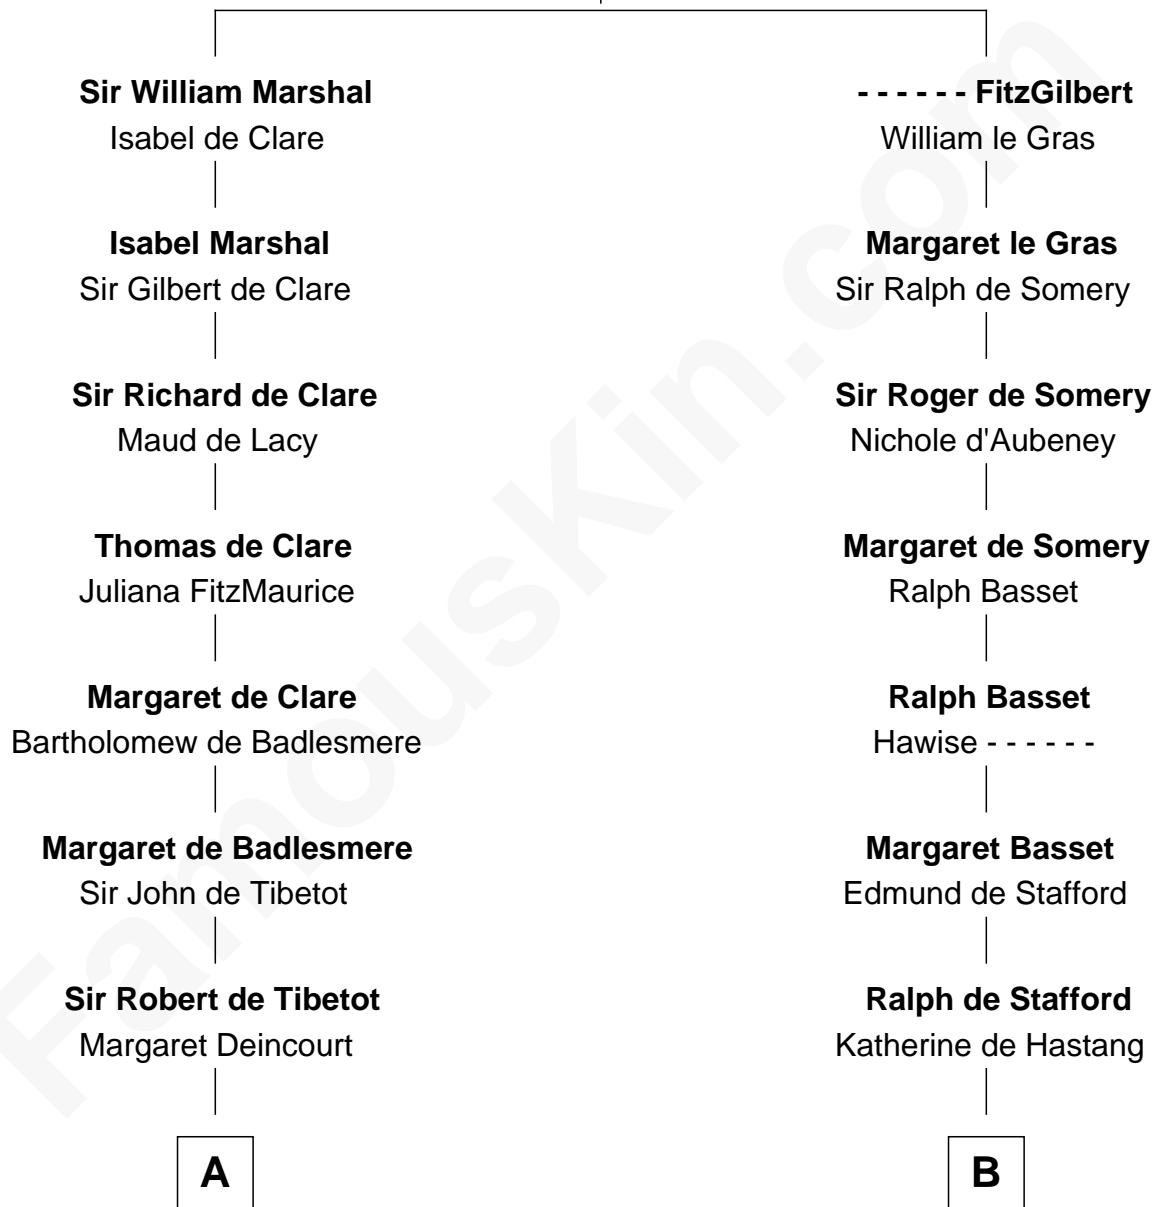 Sir William Marshal
Isabel de Clare
Isabel Marshal
Sir Gilbert de Clare
Sir Richard de Clare
Maud de Lacy
Thomas de Clare
Juliana FitzMaurice
Margaret de Clare
Bartholomew de Badlesmere
Margaret de Badlesmere
Sir John de Tibetot
Sir Robert de Tibetot
Margaret Deincourt
A
- - - - - - FitzGilbert
William le Gras
Margaret le Gras
Sir Ralph de Somery
Sir Roger de Somery
Nichole d'Aubeney
Margaret de Somery
Ralph Basset
Ralph Basset
Hawise - - - - - -
Margaret Basset
Edmund de Stafford
Ralph de Stafford
Katherine de Hastang
B
FamousKin.com